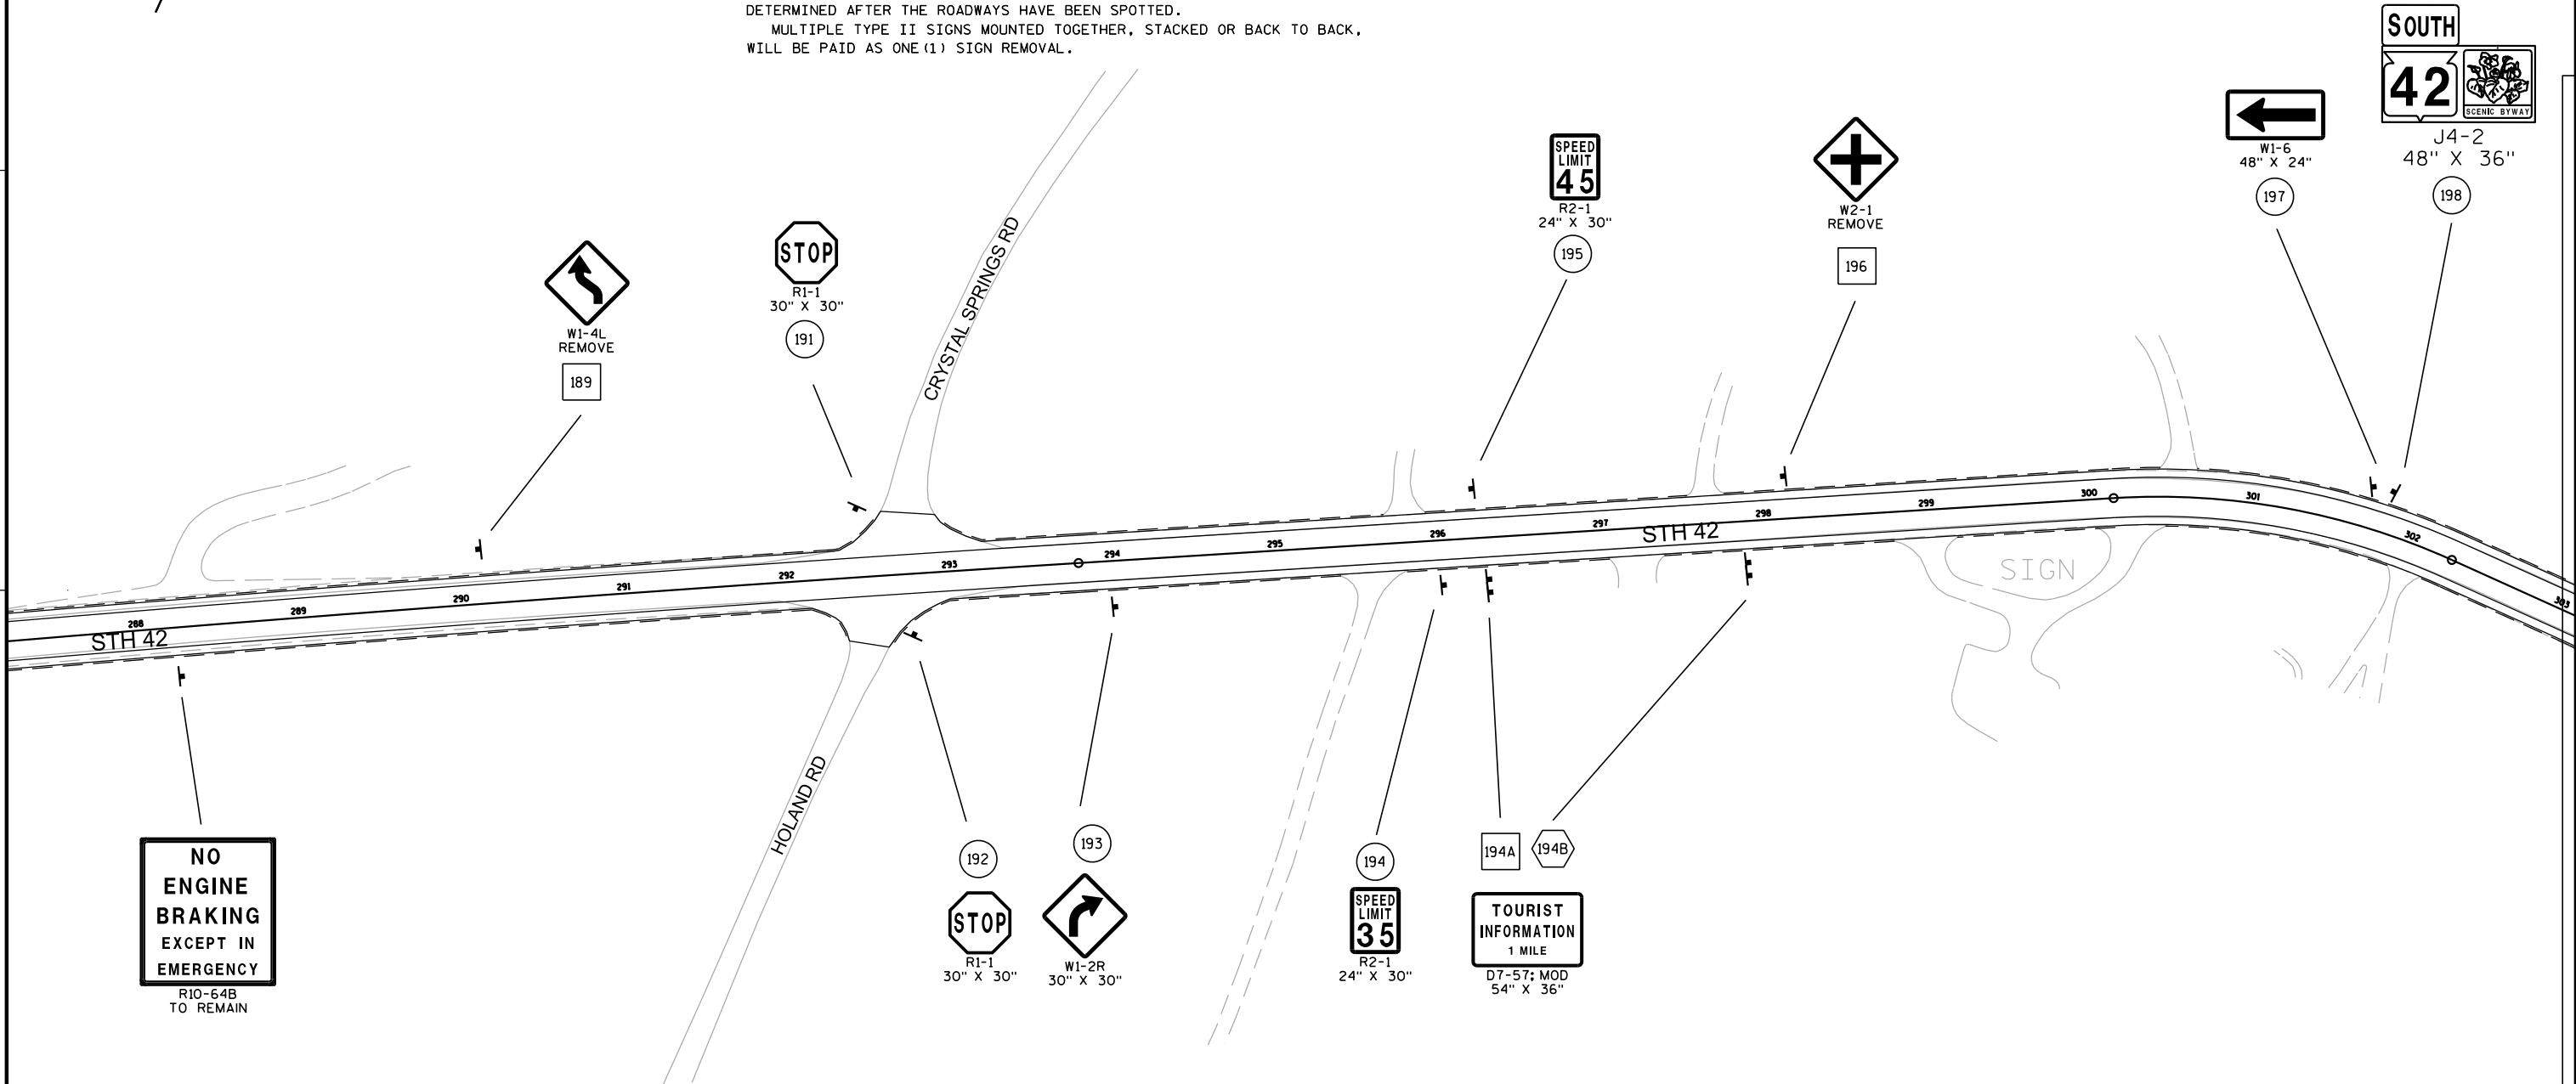 DETERMINED AFTER THE ROADWAYS HAVE BEEN SPOTTED.
MULTIPLE TYPE II SIGNS MOUNTED TOGETHER, STACKED OR BACK TO BACK,
WILL BE PAID AS ONE(1) SIGN REMOVAL.
SOUTH
42
SCENIC BYWAY
J4-2
48" X 36"
198
W1-6
48" X 24"
197
W2-1
REMOVE
196
SPEED
LIMIT
45
R2-1
24" X 30"
195
STOP
R1-1
30" X 30"
191
W1-4L
REMOVE
189
CRYSTAL SPRINGS RD
288
289
290
291
292
293
294
295
296
297
298
299
300
301
302
303
STH 42
STH 42
SIGN
HOLAND RD
NO
ENGINE
BRAKING
EXCEPT IN
EMERGENCY
R10-64B
TO REMAIN
192
STOP
R1-1
30" X 30"
193
W1-2R
30" X 30"
194
SPEED
LIMIT
35
R2-1
24" X 30"
194A
194B
TOURIST
INFORMATION
1 MILE
D7-57; MOD
54" X 36"